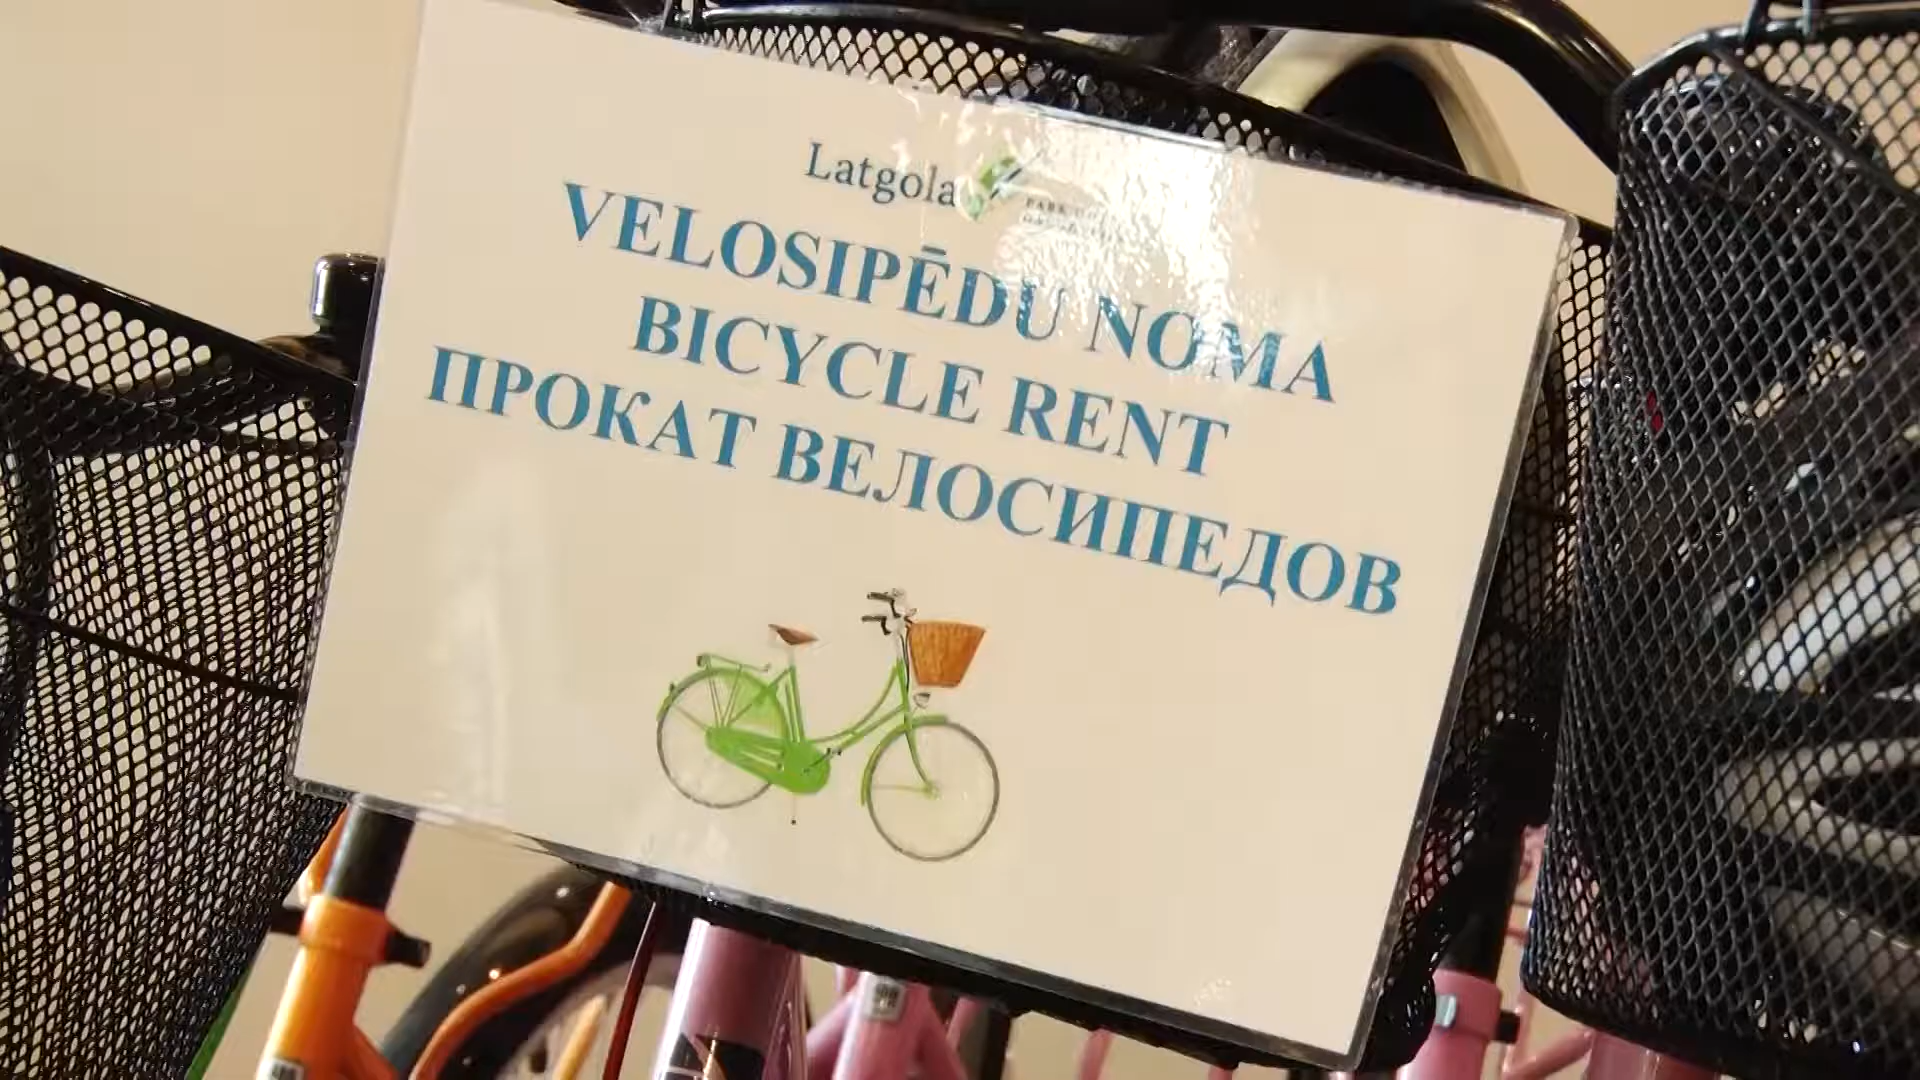 Latgola
VELOSIPĒDU NOMA
BICYCLE RENT
ПРОКАТ ВЕЛОСИПЕДОВ